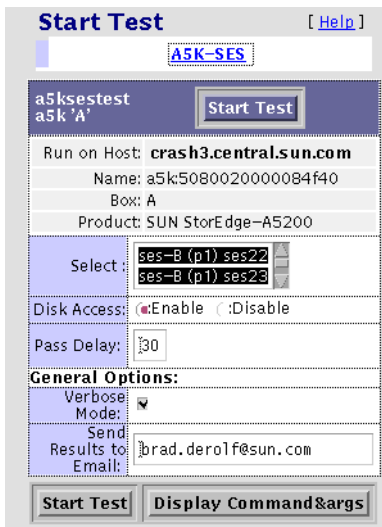 Start Test [ Help ]
A5K-SES
a5ksestest
a5k 'A'
Start Test
Run on Host: crash3.central.sun.com
Name: a5k:5080020000084f40
Box: A
Product: SUN StorEdge-A5200
Select :
ses-B (p1) ses22
ses-B (p1) ses23
Disk Access: :Enable :Disable
Pass Delay: 30
General Options:
Verbose
Mode:
Send
Results to
Email:
brad.derolf@sun.com
Start Test Display Command&args